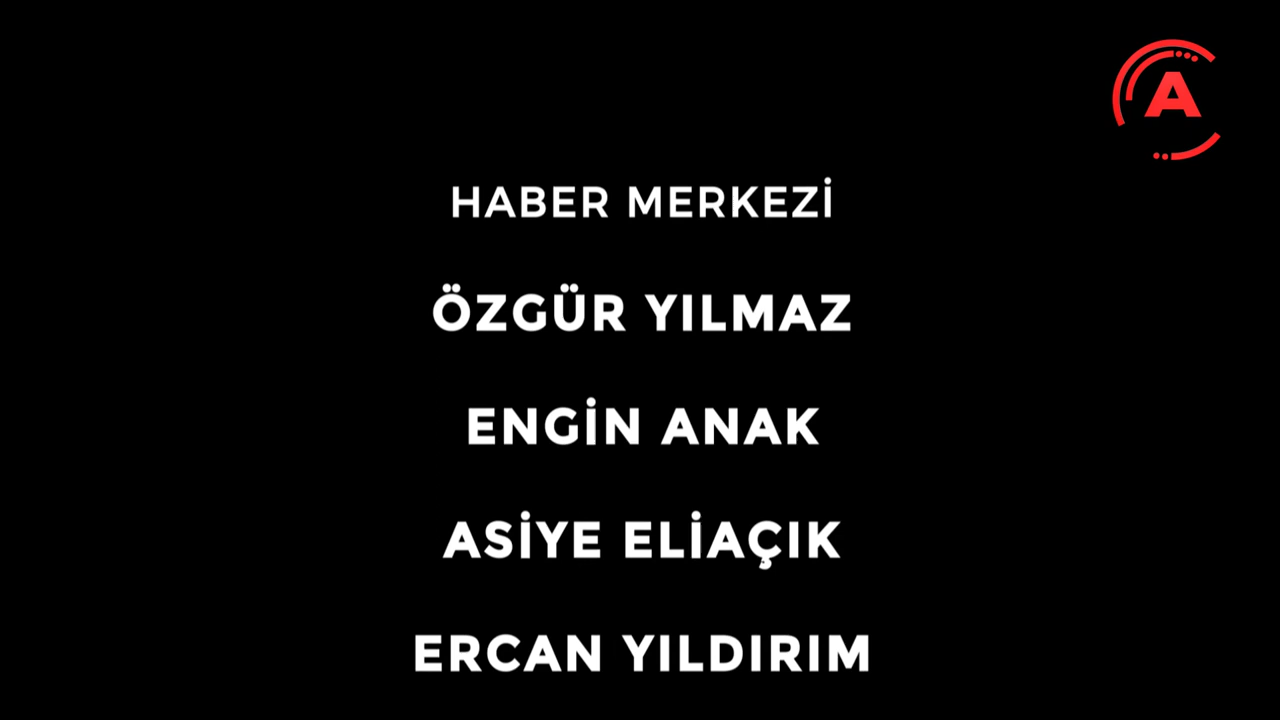 A
HABER MERKEZİ
ÖZGÜR YILMAZ
ENGİN ANAK
ASİYE ELİAÇIK
ERCAN YILDIRIM